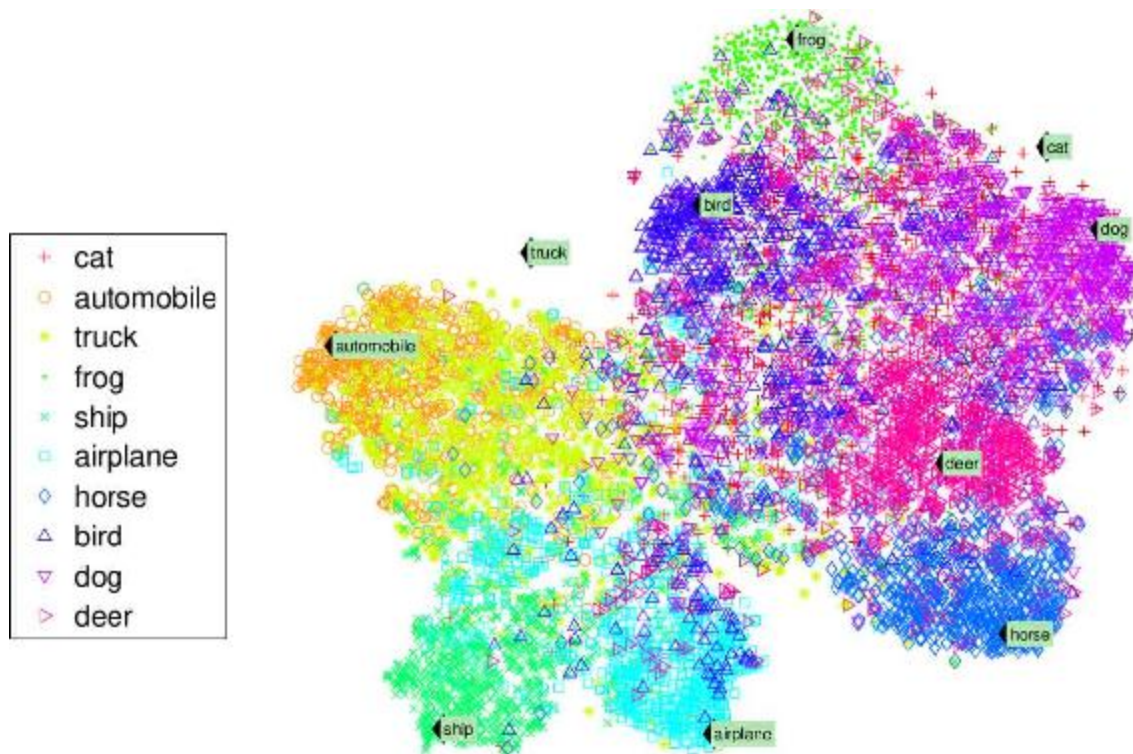 cat
automobile
truck
frog
ship
airplane
horse
bird
dog
deer
frog
cat
bird
dog
truck
automobile
deer
horse
ship
airplane